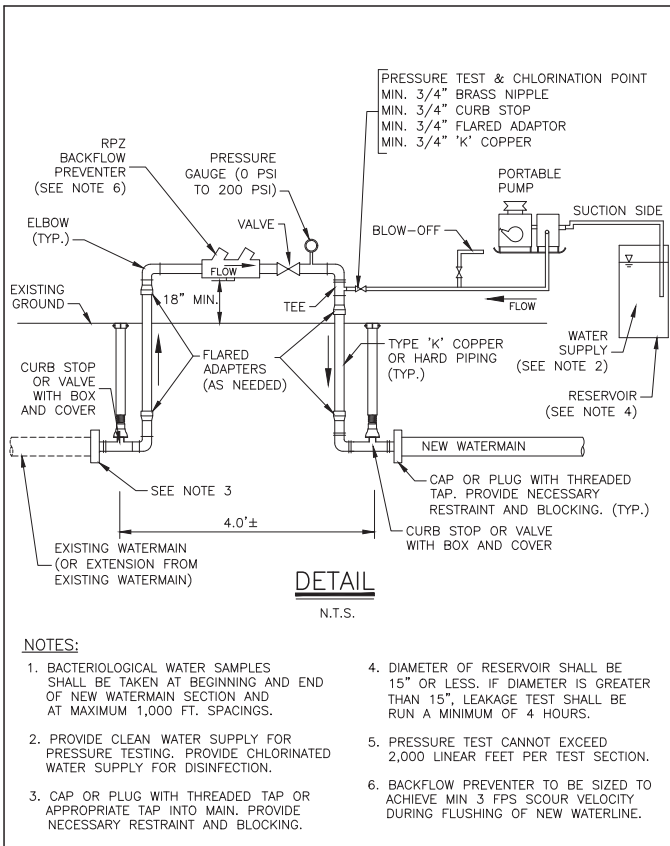 PRESSURE TEST & CHLORINATION POINT
MIN. 3/4" BRASS NIPPLE
MIN. 3/4" CURB STOP
MIN. 3/4" FLARED ADAPTOR
MIN. 3/4" 'K' COPPER
RPZ
BACKFLOW
PREVENTER
(SEE NOTE 6)
PRESSURE
GAUGE (0 PSI
TO 200 PSI)
PORTABLE
PUMP
SUCTION SIDE
ELBOW
(TYP.)
VALVE
BLOW-OFF
FLOW
EXISTING
GROUND
18" MIN.
TEE
FLOW
CURB STOP
OR VALVE
WITH BOX
AND COVER
FLARED
ADAPTERS
(AS NEEDED)
TYPE 'K' COPPER
OR HARD PIPING
(TYP.)
WATER
SUPPLY
(SEE NOTE 2)
RESERVOIR
(SEE NOTE 4)
NEW WATERMAIN
SEE NOTE 3
CAP OR PLUG WITH THREADED
TAP. PROVIDE NECESSARY
RESTRAINT AND BLOCKING. (TYP.)
4.0'±
CURB STOP OR VALVE
WITH BOX AND COVER
EXISTING WATERMAIN
(OR EXTENSION FROM
EXISTING WATERMAIN)
DETAIL
N.T.S.
NOTES:
1. BACTERIOLOGICAL WATER SAMPLES
SHALL BE TAKEN AT BEGINNING AND END
OF NEW WATERMAIN SECTION AND
AT MAXIMUM 1,000 FT. SPACINGS.
2. PROVIDE CLEAN WATER SUPPLY FOR
PRESSURE TESTING. PROVIDE CHLORINATED
WATER SUPPLY FOR DISINFECTION.
3. CAP OR PLUG WITH THREADED TAP OR
APPROPRIATE TAP INTO MAIN. PROVIDE
NECESSARY RESTRAINT AND BLOCKING.
4. DIAMETER OF RESERVOIR SHALL BE
15" OR LESS. IF DIAMETER IS GREATER
THAN 15", LEAKAGE TEST SHALL BE
RUN A MINIMUM OF 4 HOURS.
5. PRESSURE TEST CANNOT EXCEED
2,000 LINEAR FEET PER TEST SECTION.
6. BACKFLOW PREVENTER TO BE SIZED TO
ACHIEVE MIN 3 FPS SCOUR VELOCITY
DURING FLUSHING OF NEW WATERLINE.